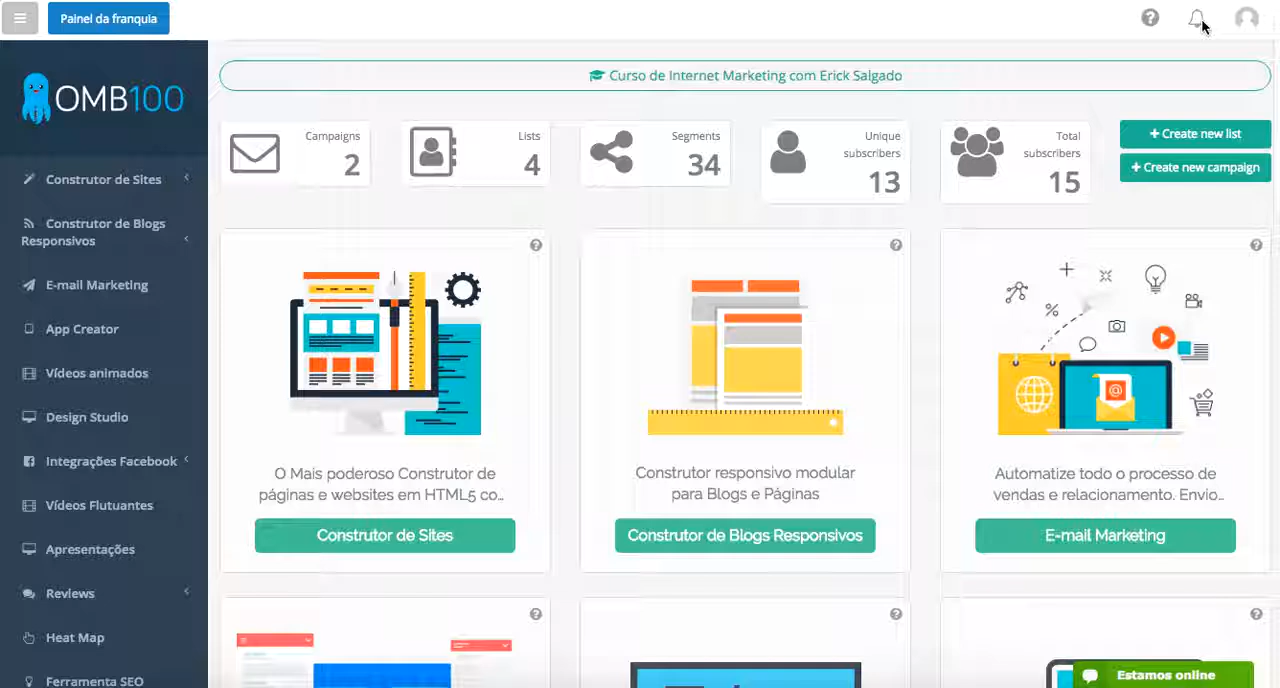 Painel da franquia
OMB100
Construtor de Sites
Construtor de Blogs
Responsivos
E-mail Marketing
App Creator
Vídeos animados
Design Studio
Integrações Facebook
Vídeos Flutuantes
Apresentações
Reviews
Heat Map
Ferramenta SEO
Curso de Internet Marketing com Erick Salgado
Campaigns
2
Lists
4
Segments
34
Unique
subscribers
13
Total
subscribers
15
+ Create new list
+ Create new campaign
O Mais poderoso Construtor de
páginas e websites em HTML5 co...
Construtor de Sites
Construtor responsivo modular
para Blogs e Páginas
Construtor de Blogs Responsivos
Automatize todo o processo de
vendas e relacionamento. Envio...
E-mail Marketing
Estamos online